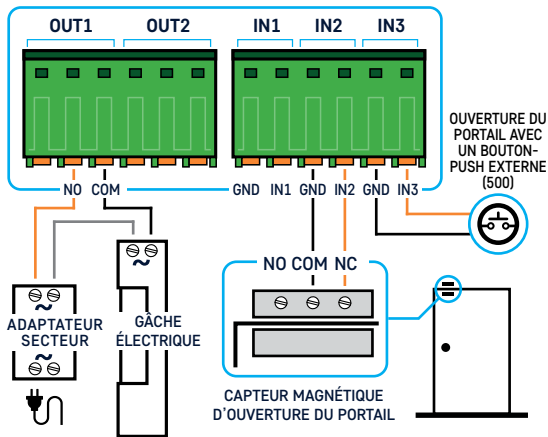 OUT1 OUT2 IN1 IN2 IN3
NO COM GND IN1 GND IN2 GND IN3
OUVERTURE DU
PORTAIL AVEC
UN BOUTON-
PUSH EXTERNE
(500)
NO COM NC
ADAPTATEUR
SECTEUR
GÂCHE
ÉLECTRIQUE
CAPTEUR MAGNÉTIQUE
D'OUVERTURE DU PORTAIL